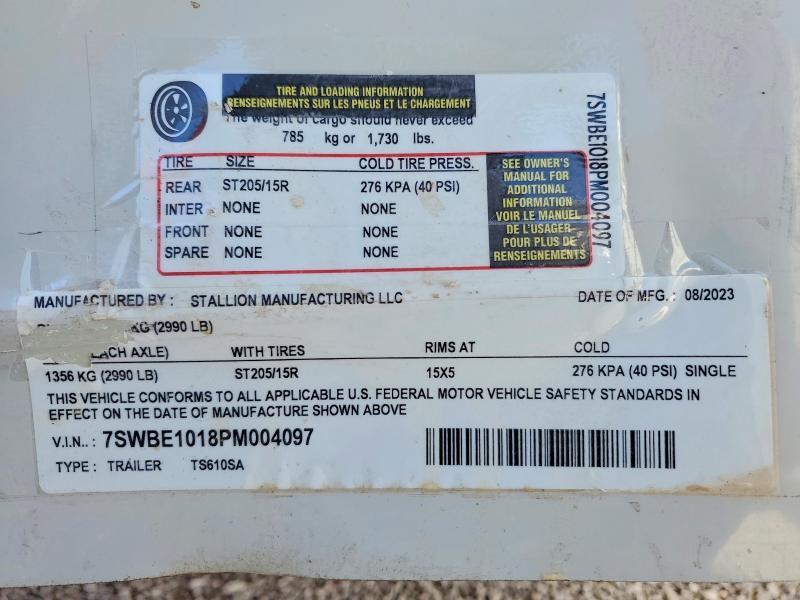 TIRE AND LOADING INFORMATION
RENSEIGNEMENTS SUR LES PNEUS ET LE CHARGEMENT
The weight of cargo should never exceed
785 kg or 1,730 lbs.
TIRE SIZE COLD TIRE PRESS.
REAR ST205/15R 276 KPA (40 PSI)
INTER NONE NONE
FRONT NONE NONE
SPARE NONE NONE
SEE OWNER'S
MANUAL FOR
ADDITIONAL
INFORMATION
VOIR LE MANUEL
DE L'USAGER
POUR PLUS DE
RENSEIGNEMENTS
7SWBE1018PM004097
MANUFACTURED BY : STALLION MANUFACTURING LLC DATE OF MFG. : 08/2023
KG (2990 LB)
EACH AXLE) WITH TIRES RIMS AT COLD
1356 KG (2990 LB) ST205/15R 15X5 276 KPA (40 PSI) SINGLE
THIS VEHICLE CONFORMS TO ALL APPLICABLE U.S. FEDERAL MOTOR VEHICLE SAFETY STANDARDS IN
EFFECT ON THE DATE OF MANUFACTURE SHOWN ABOVE
V.I.N.. : 7SWBE1018PM004097
TYPE : TRAILER TS610SA